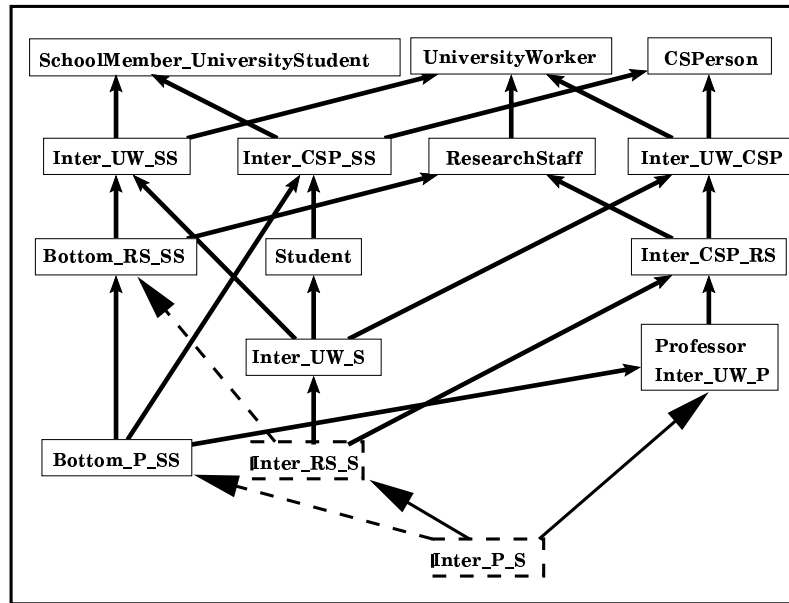 SchoolMember_UniversityStudent
UniversityWorker
CSPerson
Inter_UW_SS
Inter_CSP_SS
ResearchStaff
Inter_UW_CSP
Bottom_RS_SS
Student
Inter_CSP_RS
Inter_UW_S
Professor
Inter_UW_P
Bottom_P_SS
Inter_RS_S
Inter_P_S